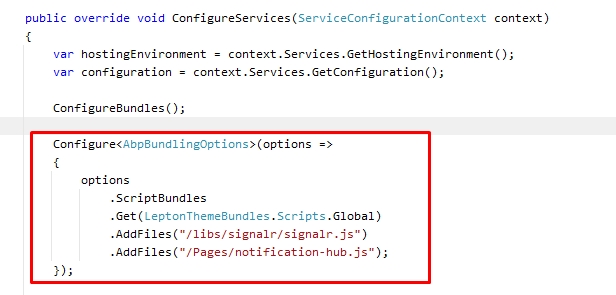 public override void ConfigureServices(ServiceConfigurationContext context)
{
var hostingEnvironment = context.Services.GetHostingEnvironment();
var configuration = context.Services.GetConfiguration();
ConfigureBundles();
Configure<AbpBundlingOptions>(options =>
{
options
.ScriptBundles
.Get(LeptonThemeBundles.Scripts.Global)
.AddFiles("/libs/signalr/signalr.js")
.AddFiles("/Pages/notification-hub.js");
});